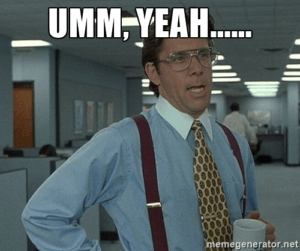 UMM, YEAH......
memegenerator.net